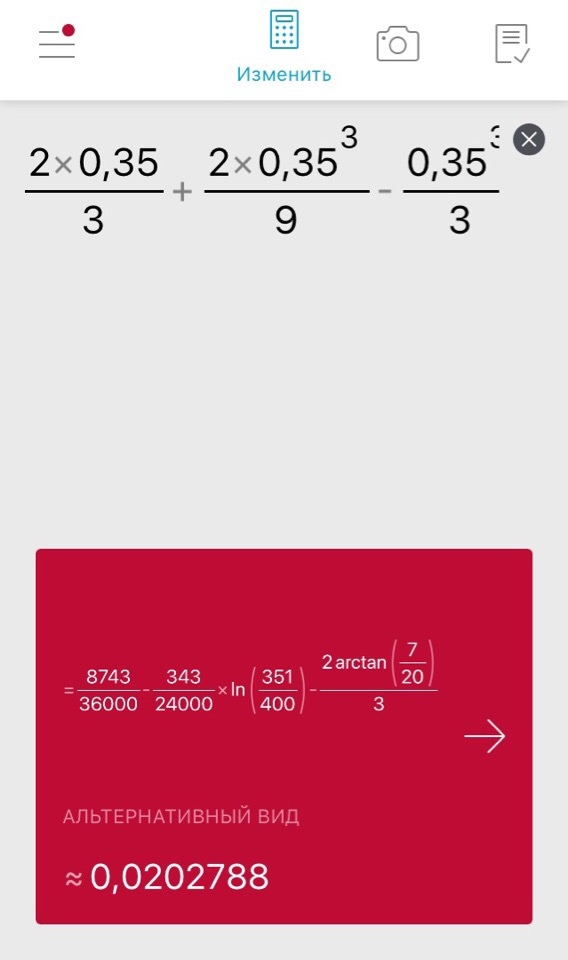 Изменить
2×0,35/3 + 2×0,35³/9 - 0,35³/3
= 8743/36000 - 343/24000 × ln(351/400) - 2 arctan(7/20)/3
АЛЬТЕРНАТИВНЫЙ ВИД
≈ 0,0202788